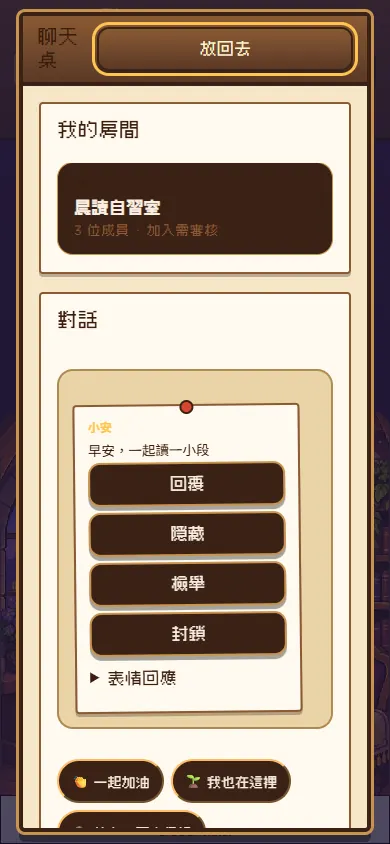 聊天
桌
放回去
我的房間
晨讀自習室
3 位成員 · 加入需審核
對話
小安
早安，一起讀一小段
回覆
隱藏
檢舉
封鎖
▶ 表情回應
👏 一起加油
🌱 我也在這裡